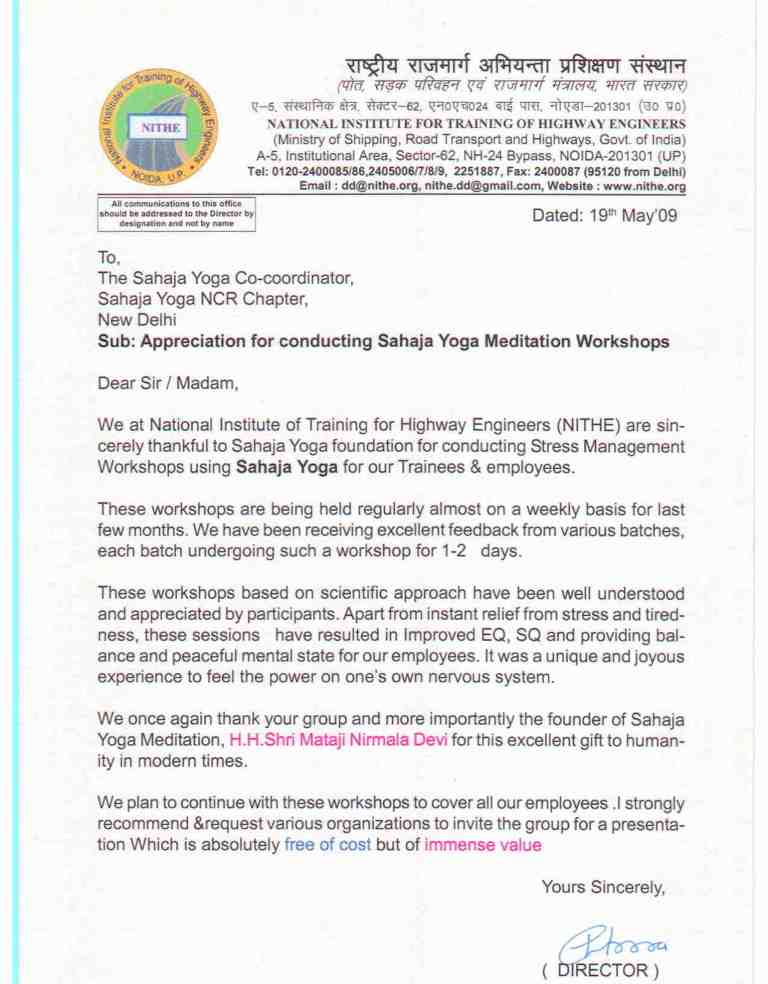 राष्ट्रीय राजमार्ग अभियन्ता प्रशिक्षण संस्थान
(पोत, सड़क परिवहन एवं राजमार्ग मंत्रालय, भारत सरकार)
ए–5, संस्थानिक क्षेत्र, सेक्टर–62, एन0एच024 बाई पास, नोएडा–201301 (उ0 प्र0)
NATIONAL INSTITUTE FOR TRAINING OF HIGHWAY ENGINEERS
(Ministry of Shipping, Road Transport and Highways, Govt. of India)
A-5, Institutional Area, Sector-62, NH-24 Bypass, NOIDA-201301 (UP)
Tel: 0120-2400085/86,2405006/7/8/9, 2251887, Fax: 2400087 (95120 from Delhi)
Email : dd@nithe.org, nithe.dd@gmail.com, Website : www.nithe.org
National Institute for Training of Highway Engineers
NITHE
NOIDA, U.P.
All communications to this office
should be addressed to the Director by
designation and not by name
Dated: 19th May'09
To,
The Sahaja Yoga Co-coordinator,
Sahaja Yoga NCR Chapter,
New Delhi
Sub: Appreciation for conducting Sahaja Yoga Meditation Workshops
Dear Sir / Madam,
We at National Institute of Training for Highway Engineers (NITHE) are sin-
cerely thankful to Sahaja Yoga foundation for conducting Stress Management
Workshops using Sahaja Yoga for our Trainees & employees.
These workshops are being held regularly almost on a weekly basis for last
few months. We have been receiving excellent feedback from various batches,
each batch undergoing such a workshop for 1-2 days.
These workshops based on scientific approach have been well understood
and appreciated by participants. Apart from instant relief from stress and tired-
ness, these sessions have resulted in Improved EQ, SQ and providing bal-
ance and peaceful mental state for our employees. It was a unique and joyous
experience to feel the power on one's own nervous system.
We once again thank your group and more importantly the founder of Sahaja
Yoga Meditation, H.H.Shri Mataji Nirmala Devi for this excellent gift to human-
ity in modern times.
We plan to continue with these workshops to cover all our employees .I strongly
recommend &request various organizations to invite the group for a presenta-
tion Which is absolutely free of cost but of immense value
Yours Sincerely,
( DIRECTOR )